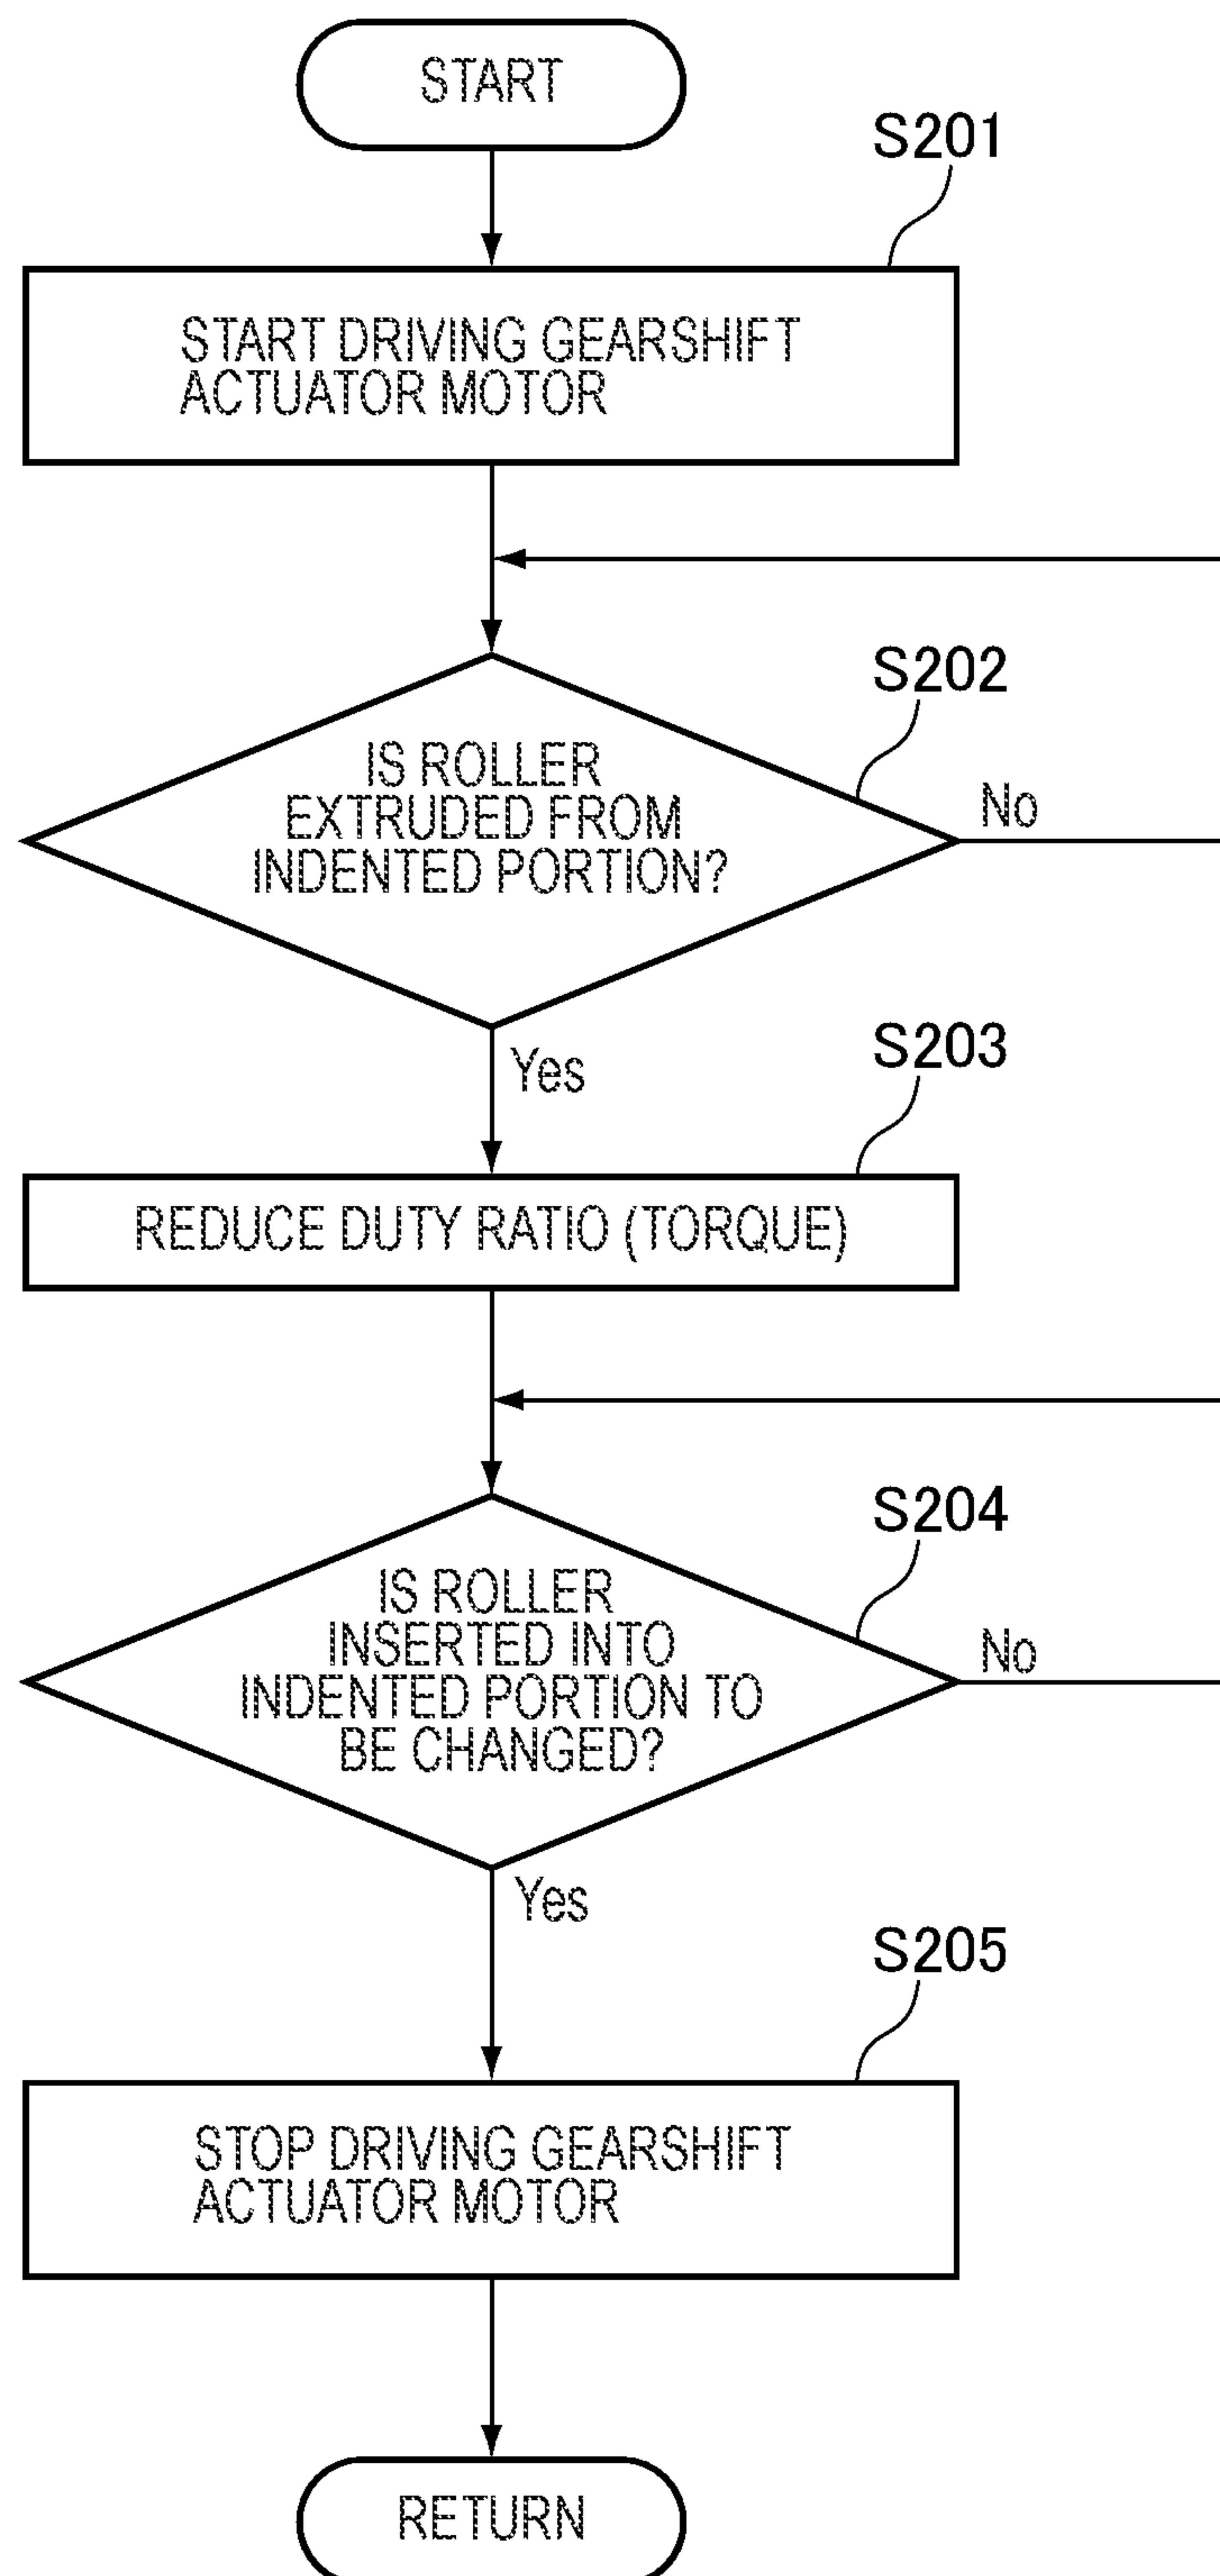 START
S201
START DRIVING GEARSHIFT
ACTUATOR MOTOR
S202
IS ROLLER
EXTRUDED FROM
INDENTED PORTION?
No
Yes
S203
REDUCE DUTY RATIO (TORQUE)
S204
IS ROLLER
INSERTED INTO
INDENTED PORTION TO
BE CHANGED?
No
Yes
S205
STOP DRIVING GEARSHIFT
ACTUATOR MOTOR
RETURN